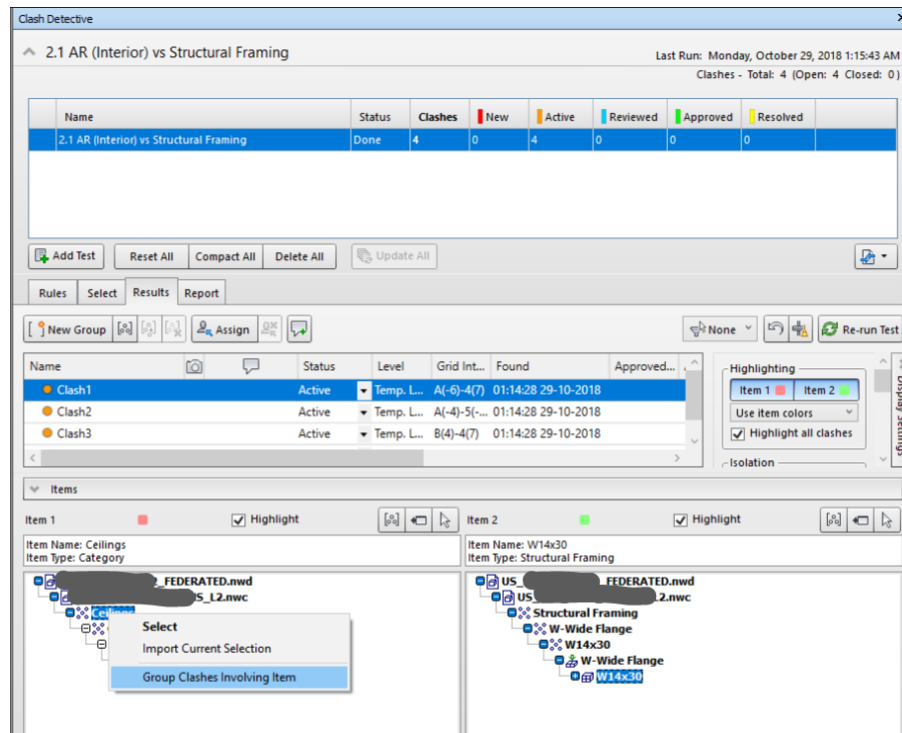 Clash Detective
2.1 AR (Interior) vs Structural Framing
Last Run: Monday, October 29, 2018 1:15:43 AM
Clashes - Total: 4 (Open: 4 Closed: 0)
Name Status Clashes New Active Reviewed Approved Resolved
2.1 AR (Interior) vs Structural Framing Done 4 0 4 0 0 0
Add Test Reset All Compact All Delete All Update All
Rules Select Results Report
New Group Assign None Re-run Test
Name Status Level Grid Int... Found Approved...
Clash1 Active Temp. L... A(-6)-4(7) 01:14:28 29-10-2018
Clash2 Active Temp. L... A(-4)-5(-... 01:14:28 29-10-2018
Clash3 Active Temp. L... B(4)-4(7) 01:14:28 29-10-2018
Highlighting
Item 1 Item 2
Use item colors
Highlight all clashes
Isolation
Display Settings
Items
Item 1 Highlight Item 2 Highlight
Item Name: Ceilings
Item Type: Category
Item Name: W14x30
Item Type: Structural Framing
_FEDERATED.nwd
S_L2.nwc
Ceilings
Select
Import Current Selection
Group Clashes Involving Item
US_ _FEDERATED.nwd
US_ 2.nwc
Structural Framing
W-Wide Flange
W14x30
W-Wide Flange
W14x30